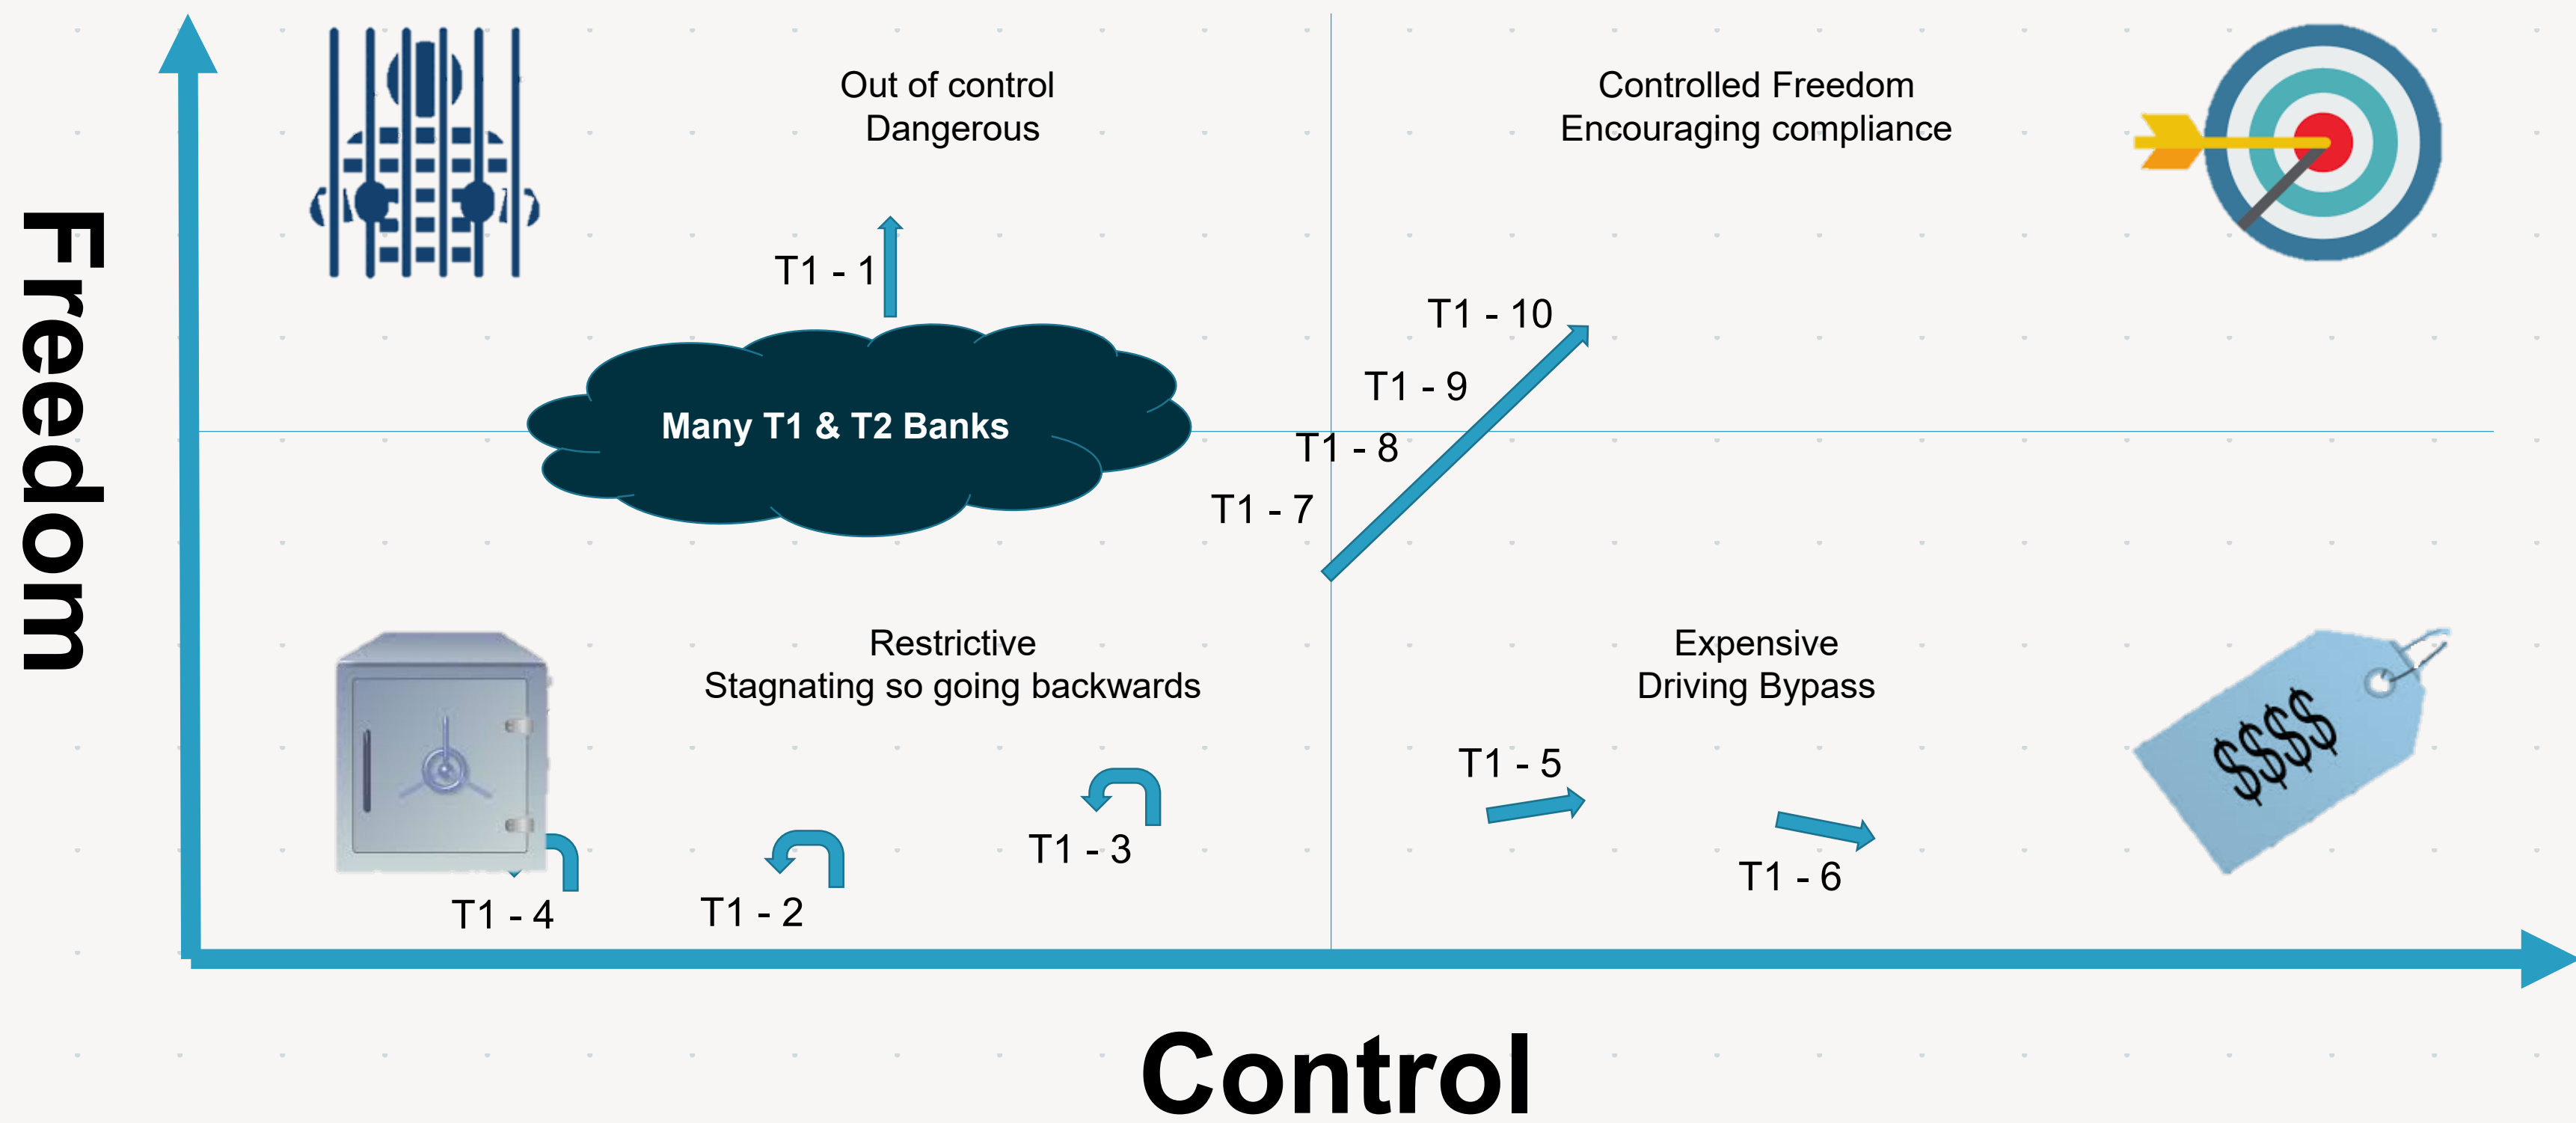 Freedom
Out of control
Dangerous
Controlled Freedom
Encouraging compliance
T1 - 1
T1 - 10
T1 - 9
Many T1 & T2 Banks
T1 - 8
T1 - 7
Restrictive
Stagnating so going backwards
Expensive
Driving Bypass
$$$$
T1 - 5
T1 - 3
T1 - 6
T1 - 4
T1 - 2
Control